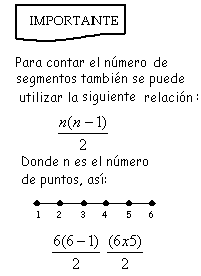 IMPORTANTE
Para contar el número de
segmentos también se puede
utilizar la siguiente relación:
n(n-1)
2
Donde n es el número
de puntos, así:
1 2 3 4 5 6
6(6-1) (6x5)
2 2